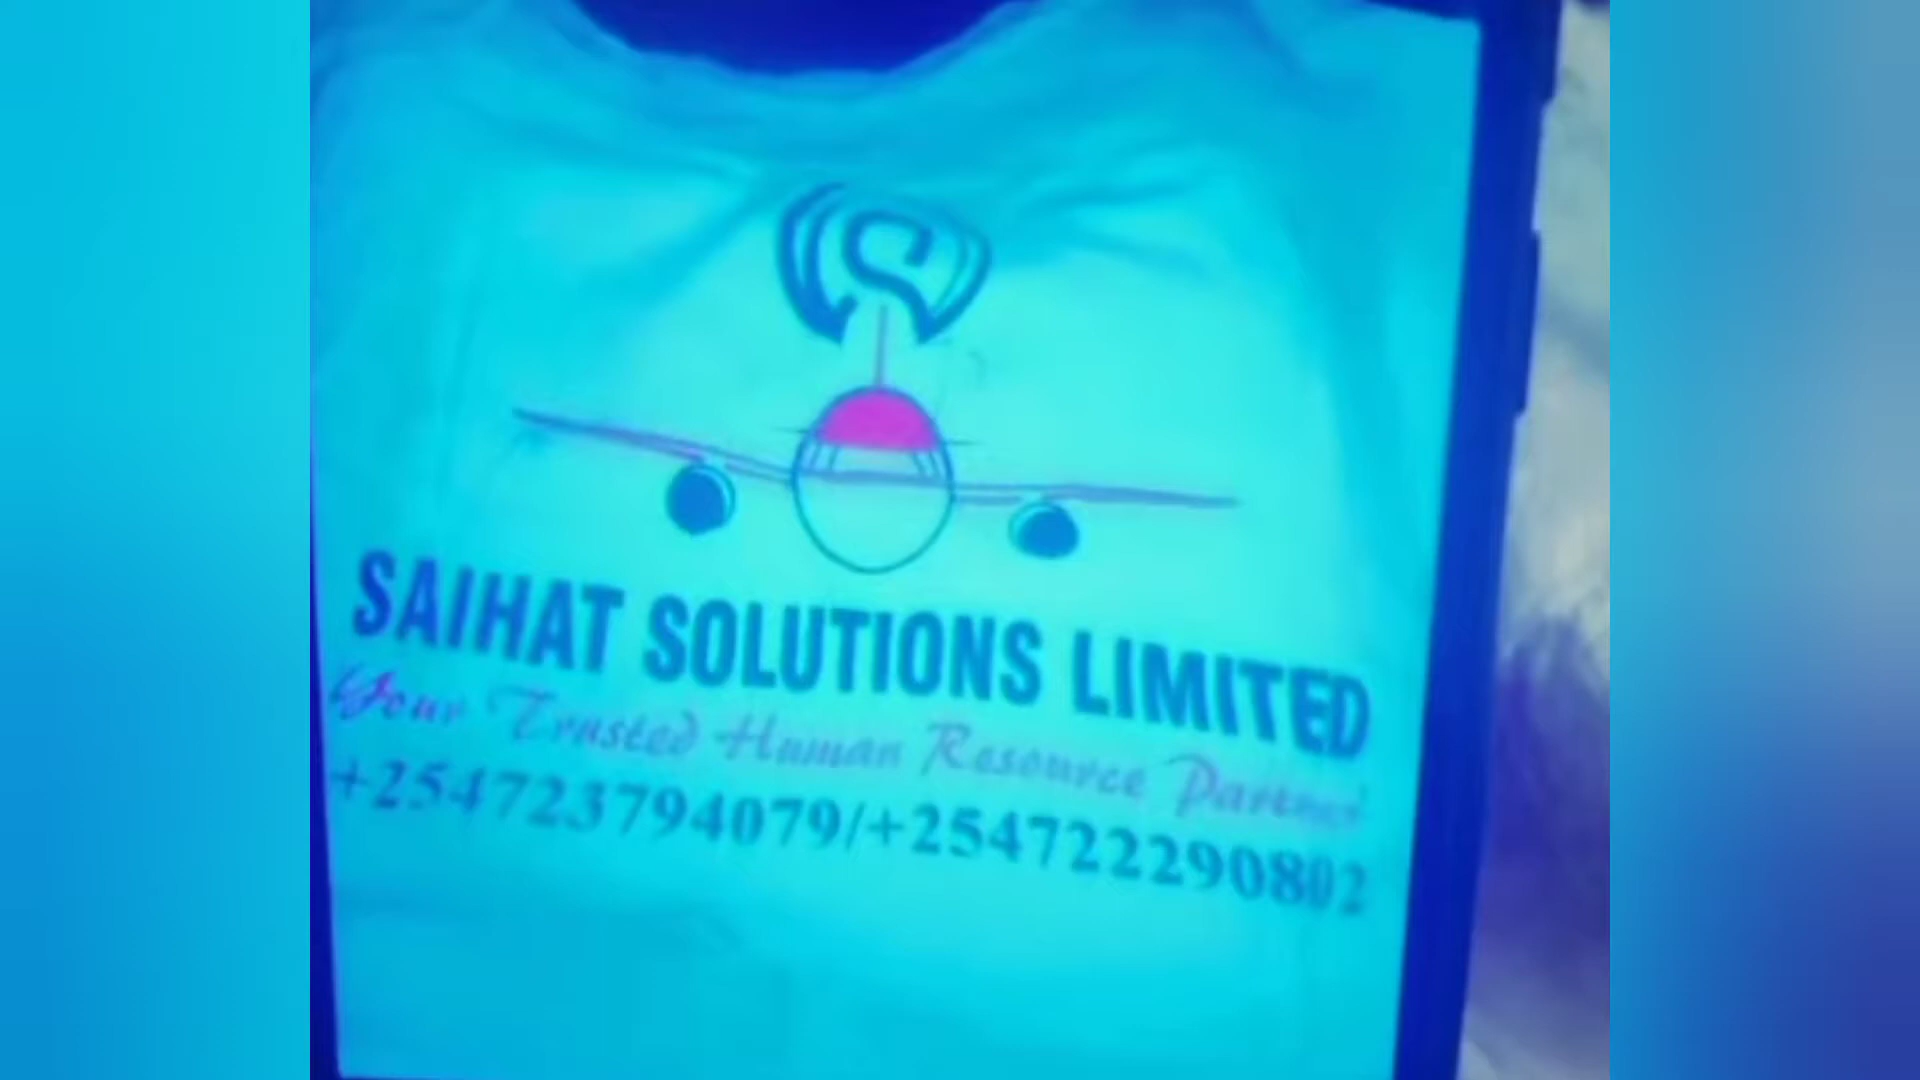 S
SAIHAT SOLUTIONS LIMITED
Your Trusted Human Resource Partner
+254723794079/+254722290802